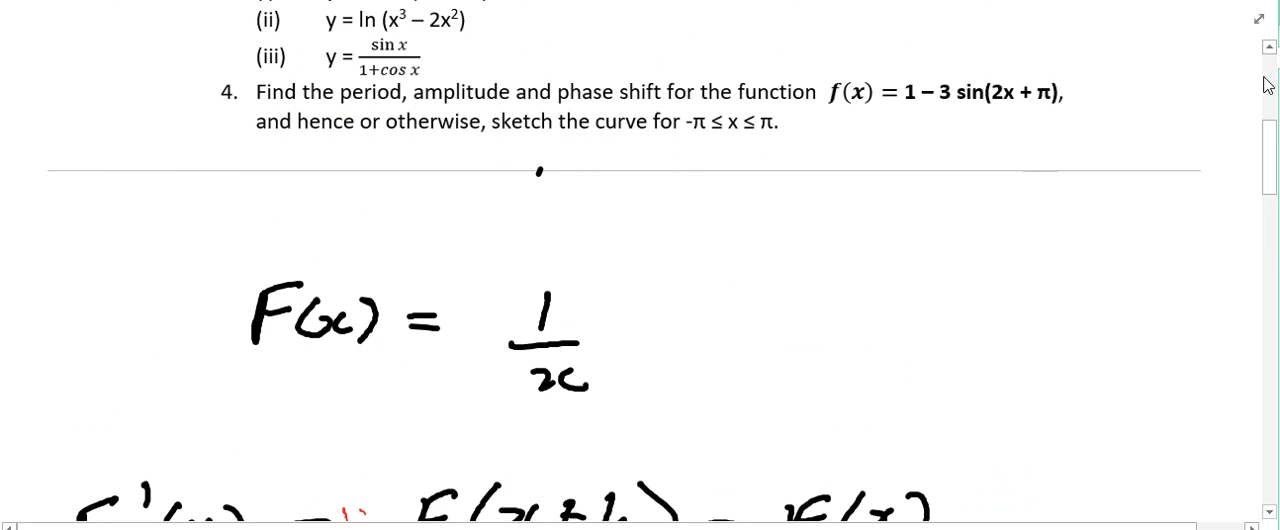 (ii) y = ln (x³ – 2x²)
(iii) y = sin x / 1+cos x
4. Find the period, amplitude and phase shift for the function f(x) = 1 – 3 sin(2x + π),
and hence or otherwise, sketch the curve for -π ≤ x ≤ π.
F(x) = 1 / x
F'(x) = F(x+h) – F(x)